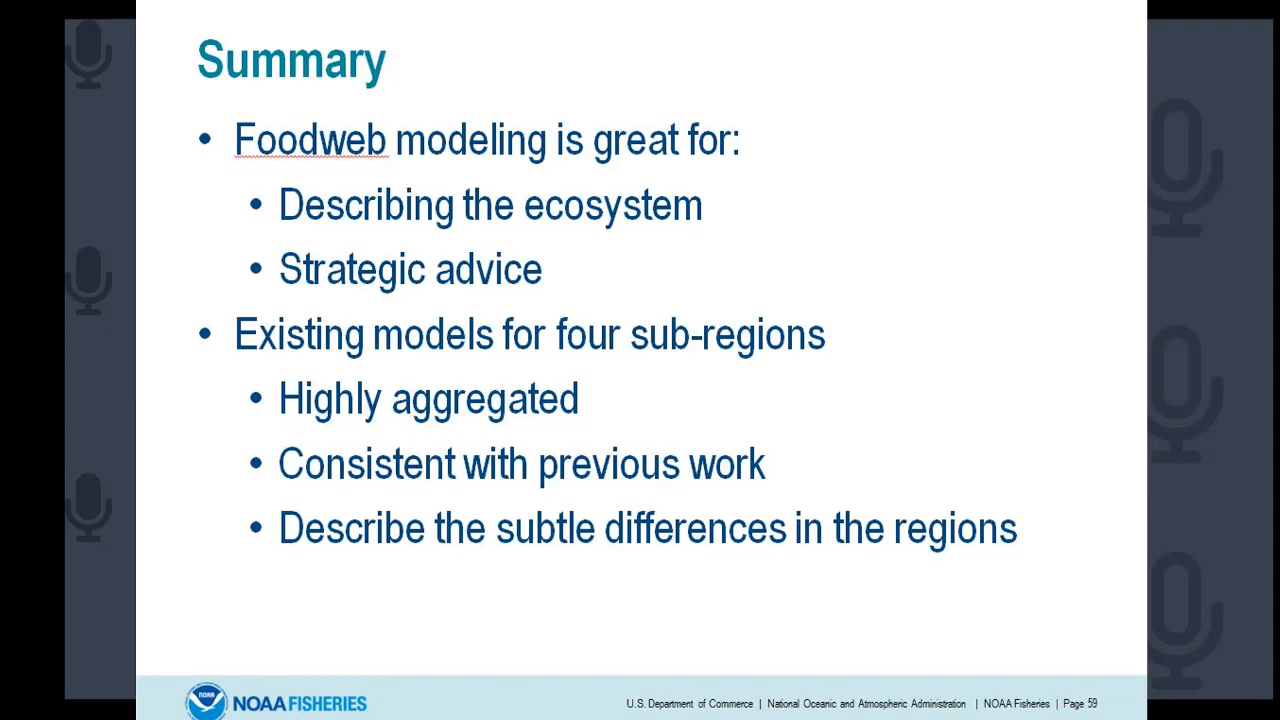 Summary
• Foodweb modeling is great for:
• Describing the ecosystem
• Strategic advice
• Existing models for four sub-regions
• Highly aggregated
• Consistent with previous work
• Describe the subtle differences in the regions
NOAA
NOAA FISHERIES
U.S. Department of Commerce | National Oceanic and Atmospheric Administration | NOAA Fisheries | Page 59